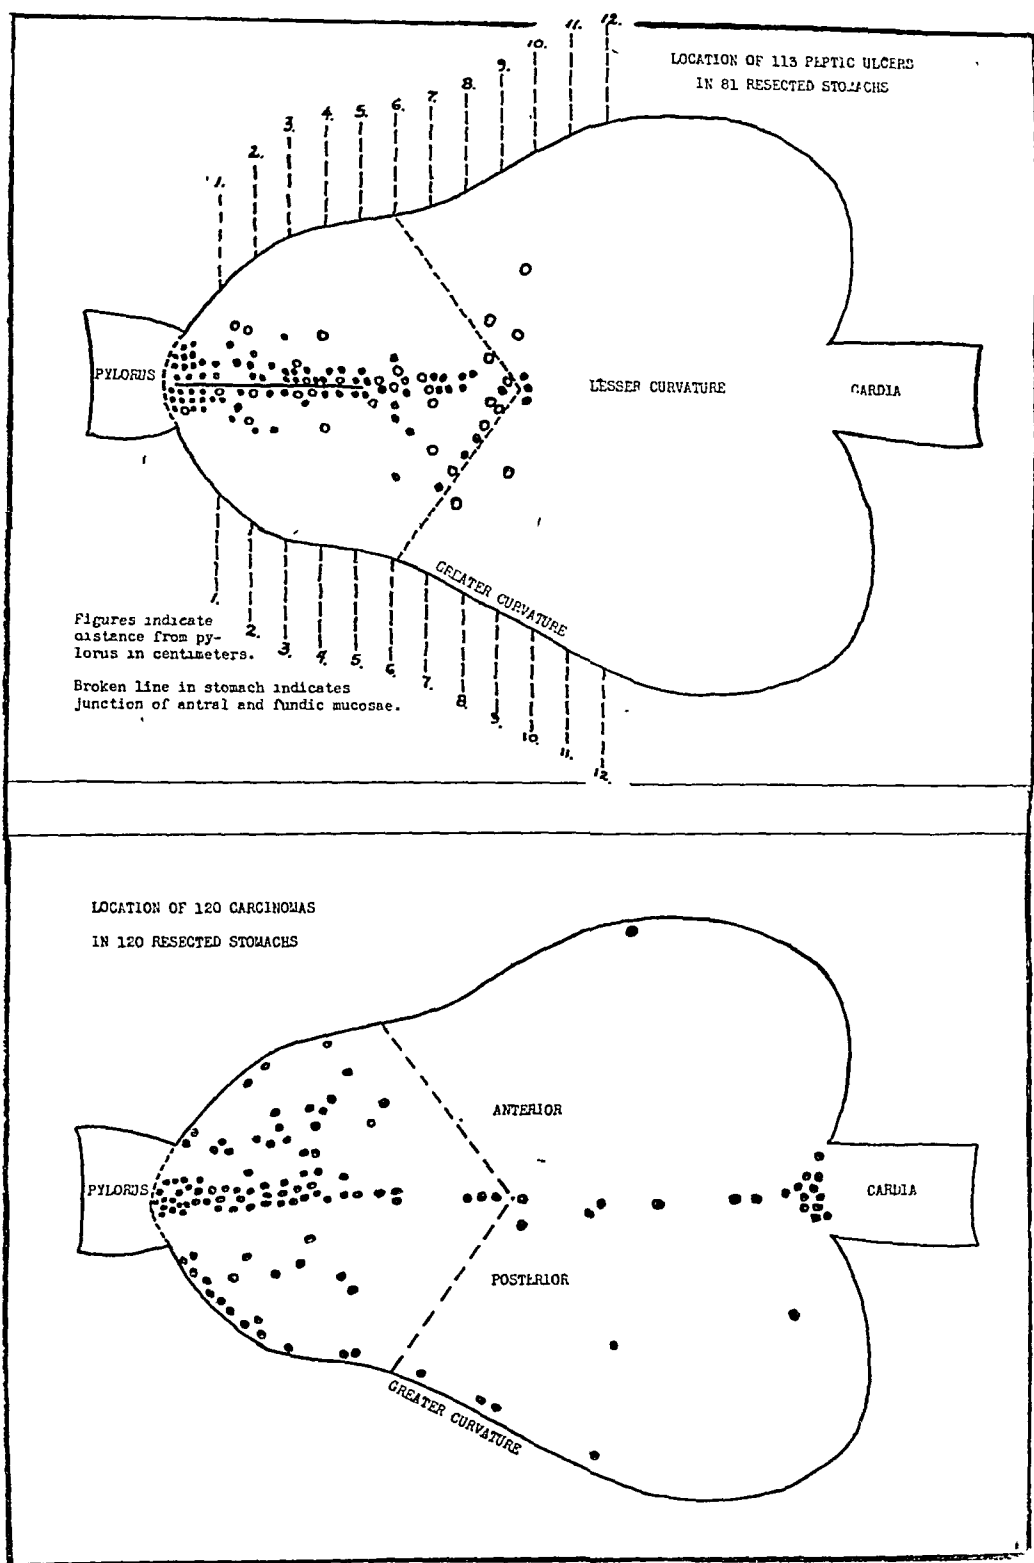 LOCATION OF 113 PEPTIC ULCERS
IN 81 RESECTED STOMACHS
1. 2. 3. 4. 5. 6. 7. 8. 9. 10. 11. 12.
PYLORUS
LESSER CURVATURE
CARDIA
GREATER CURVATURE
1. 2. 3. 4. 5. 6. 7. 8. 9. 10. 11. 12.
Figures indicate
distance from py-
lorus in centimeters.
Broken line in stomach indicates
junction of antral and fundic mucosae.
LOCATION OF 120 CARCINOMAS
IN 120 RESECTED STOMACHS
ANTERIOR
PYLORUS
CARDIA
POSTERIOR
GREATER CURVATURE